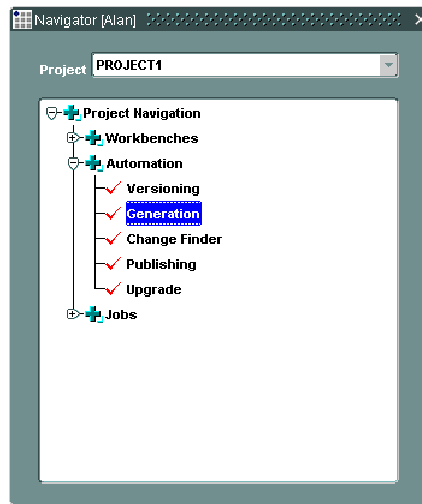 Navigator [Alan]
Project PROJECT1
Project Navigation
Workbenches
Automation
Versioning
Generation
Change Finder
Publishing
Upgrade
Jobs